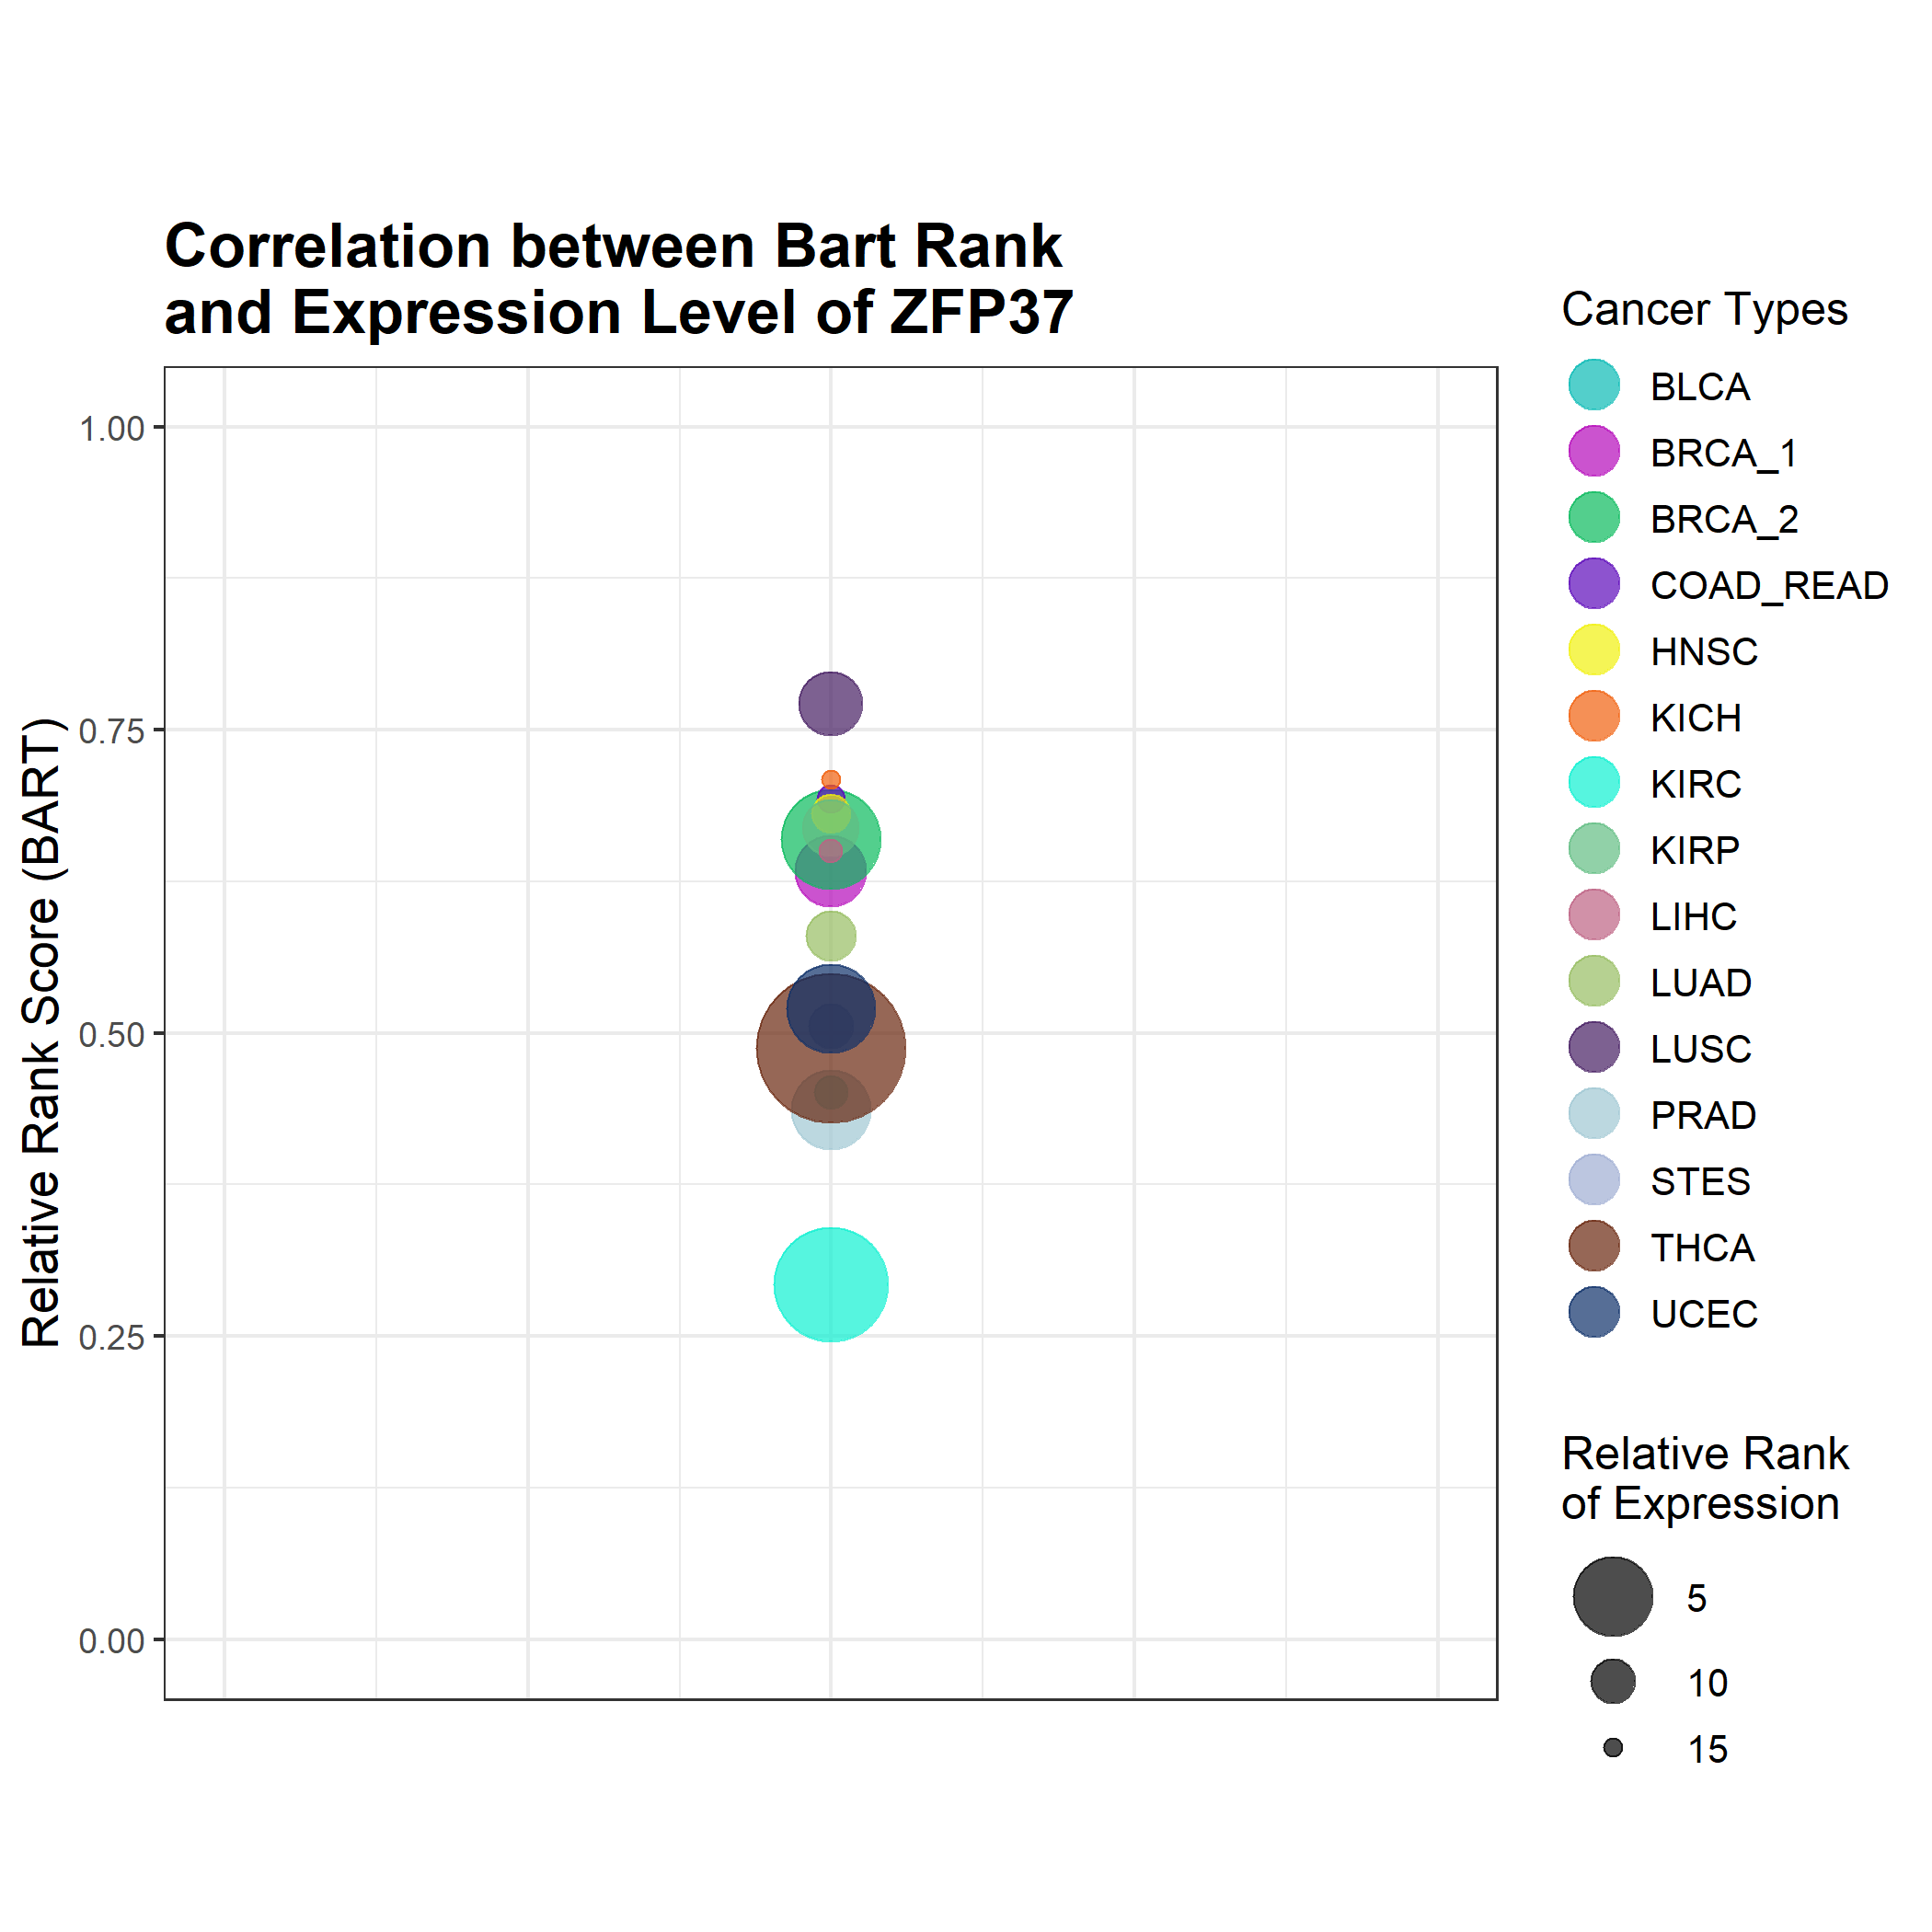 Correlation between Bart Rank
and Expression Level of ZFP37
Relative Rank Score (BART)
1.00
0.75
0.50
0.25
0.00
Cancer Types
BLCA
BRCA_1
BRCA_2
COAD_READ
HNSC
KICH
KIRC
KIRP
LIHC
LUAD
LUSC
PRAD
STES
THCA
UCEC
Relative Rank
of Expression
5
10
15